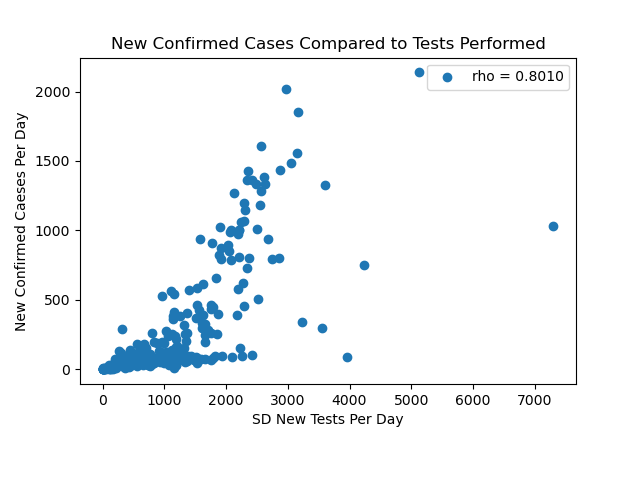 New Confirmed Cases Compared to Tests Performed
rho = 0.8010
New Confirmed Caeses Per Day
2000
1500
1000
500
0
0 1000 2000 3000 4000 5000 6000 7000
SD New Tests Per Day